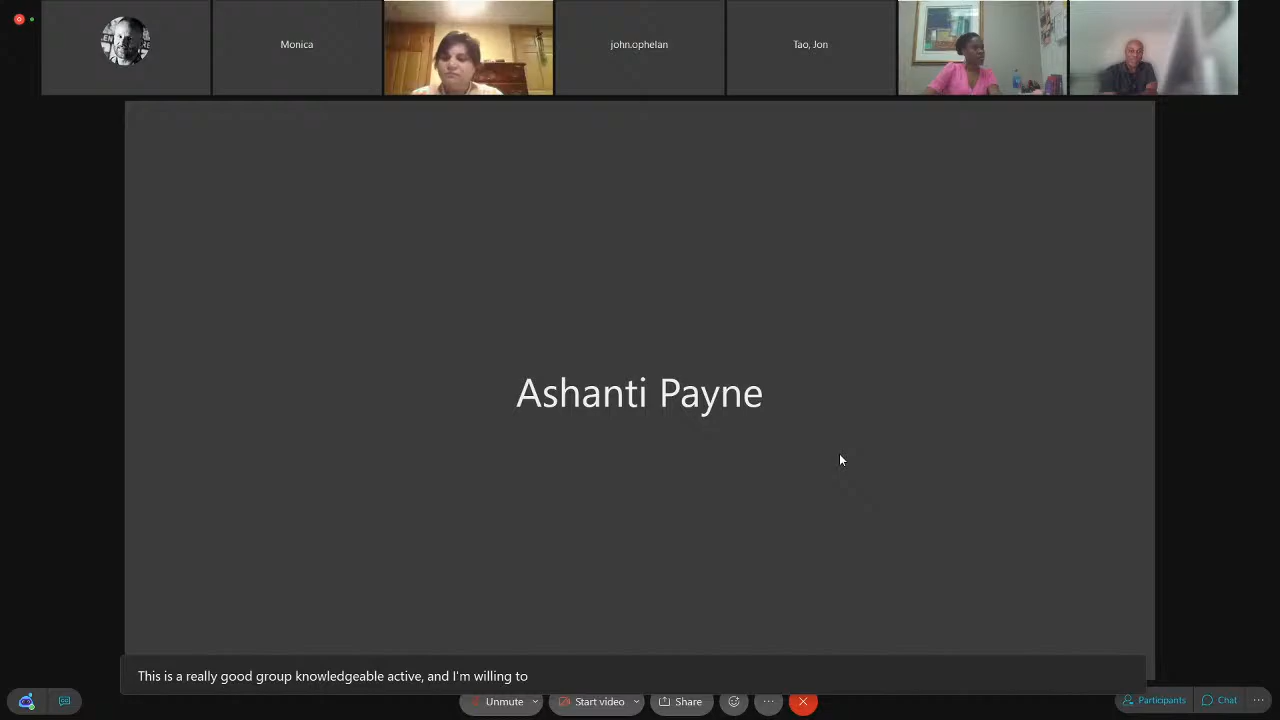 Monica
john.ophelan
Tao, Jon
Ashanti Payne
This is a really good group knowledgeable active, and I'm willing to
Unmute
Start video
Share
Participants
Chat